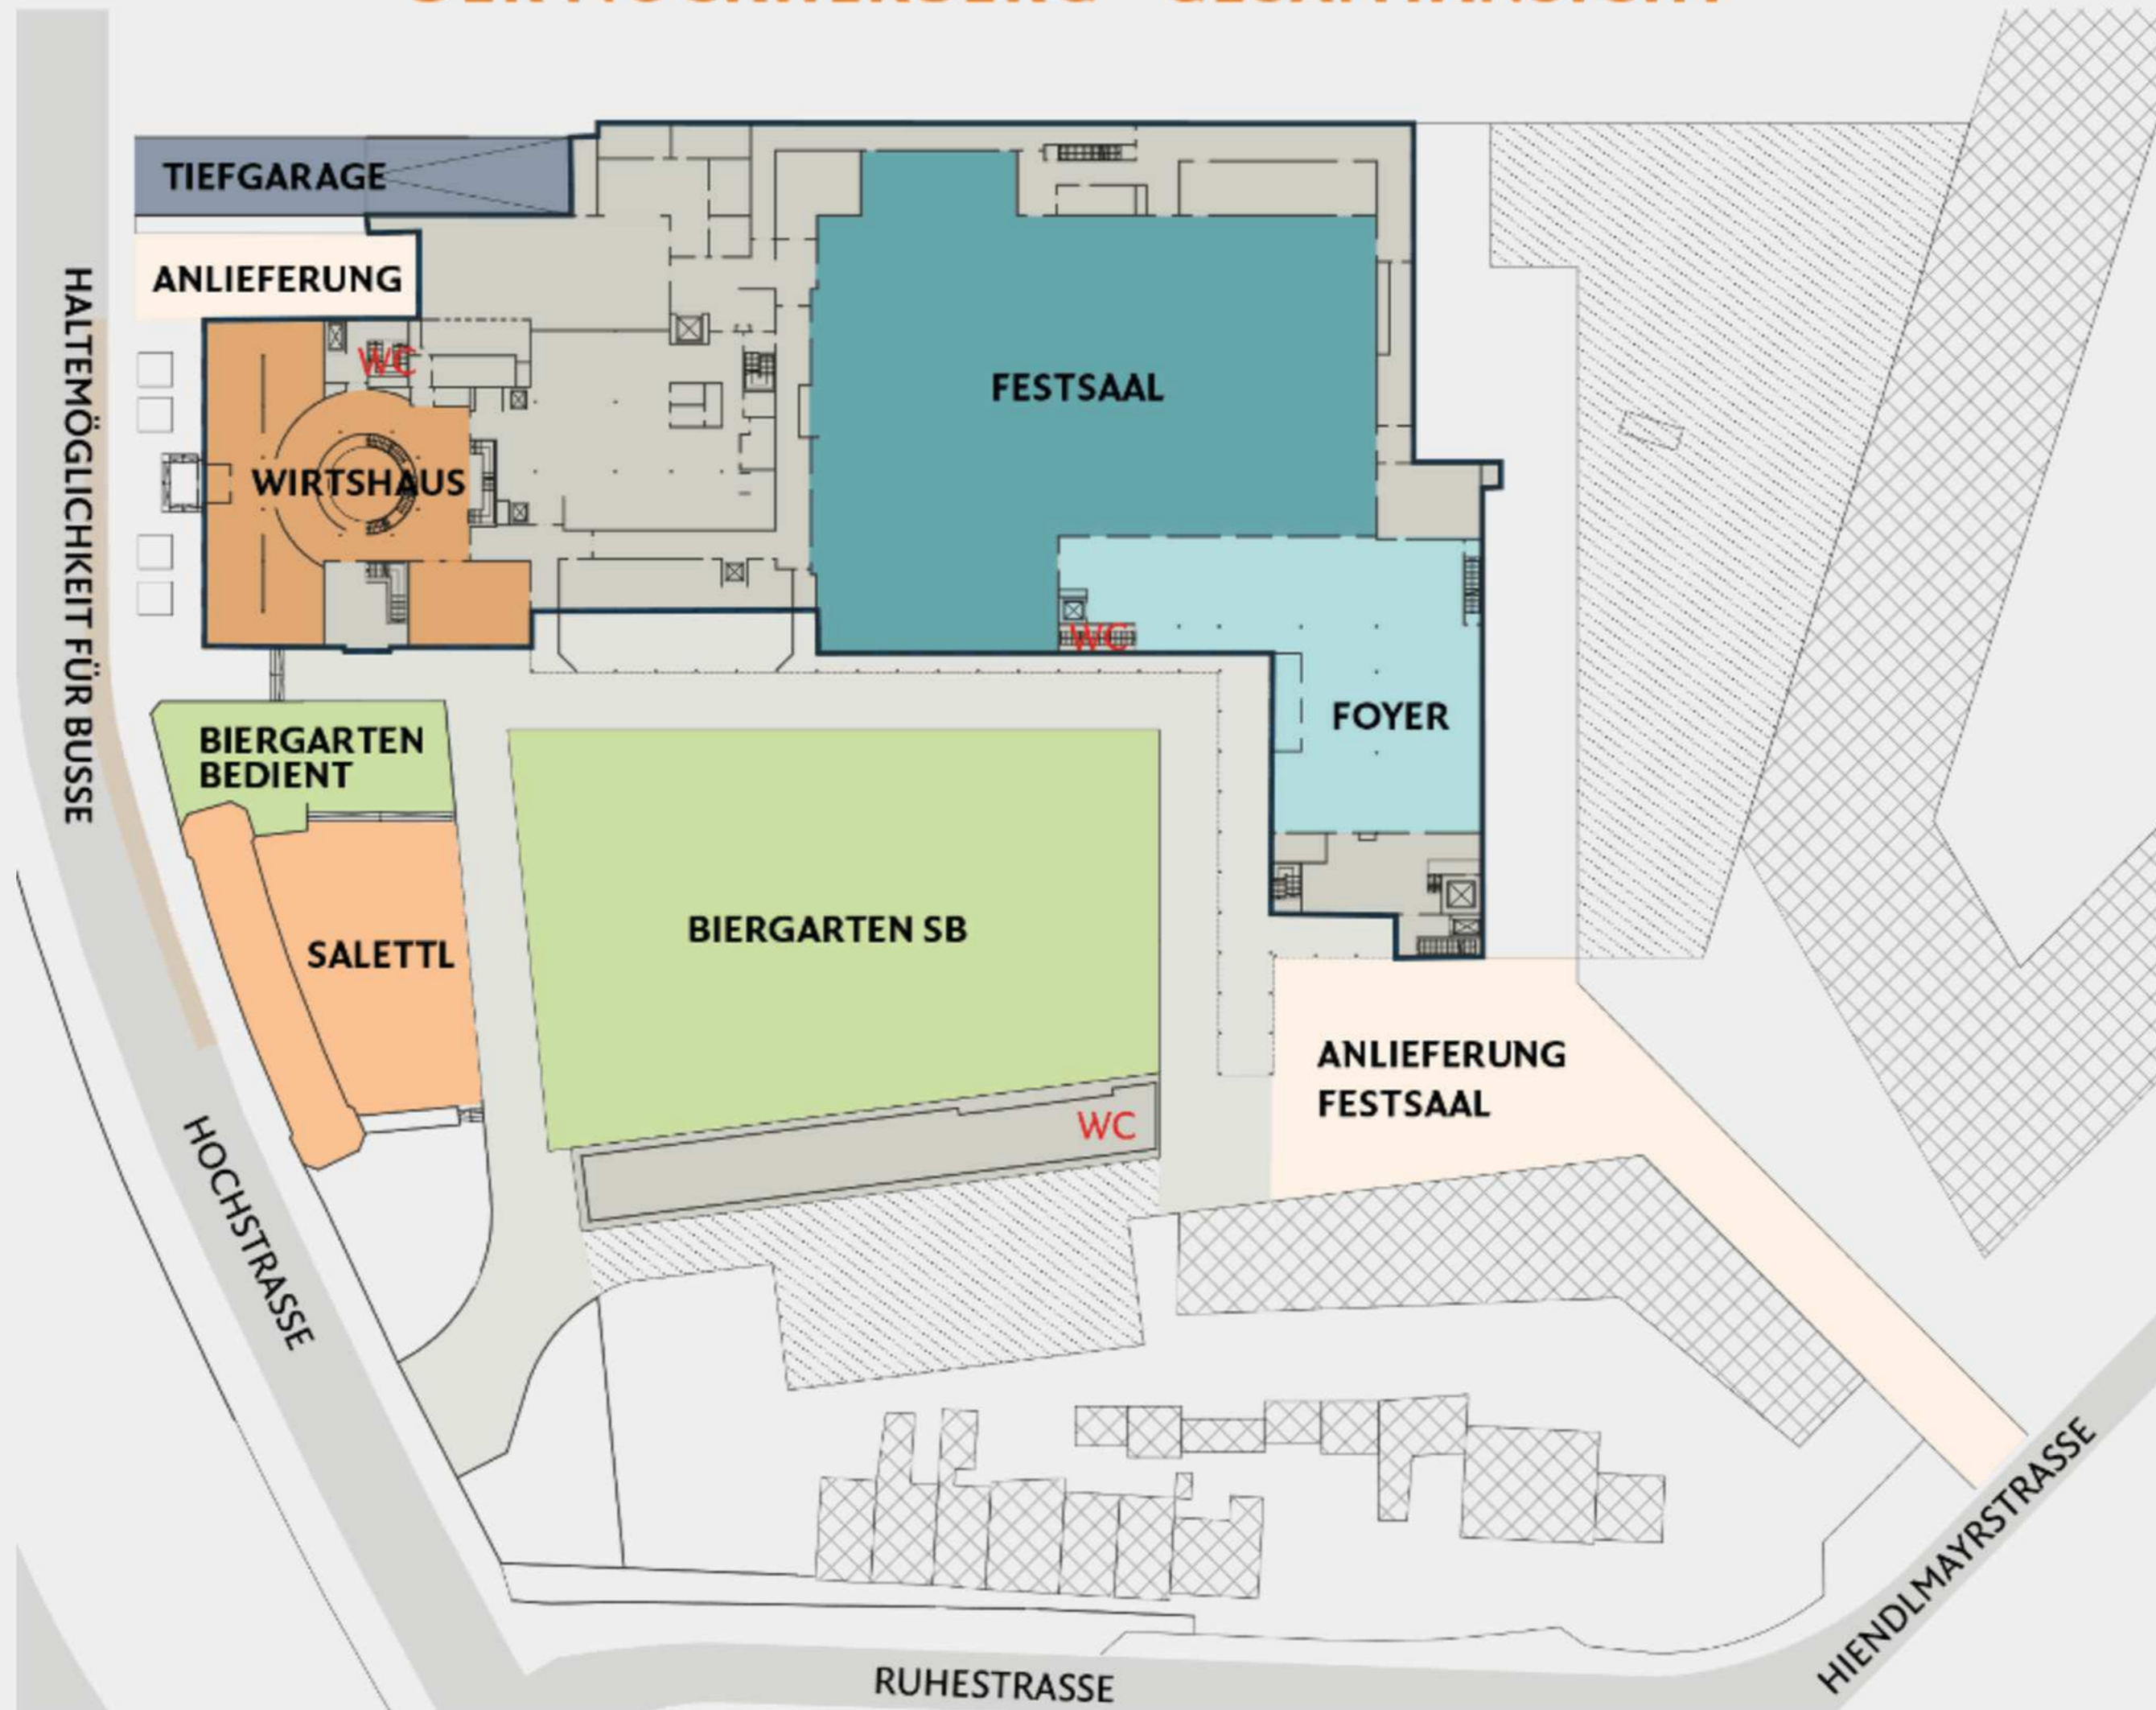 TIEFGARAGE
ANLIEFERUNG
HALTEMÖGLICHKEIT FÜR BUSSE
WC
FESTSAAL
WIRTSHAUS
WC
FOYER
BIERGARTEN
BEDIENT
BIERGARTEN SB
SALETTL
ANLIEFERUNG
FESTSAAL
WC
HOCHSTRASSE
HIENDLMAYRSTRASSE
RUHESTRASSE